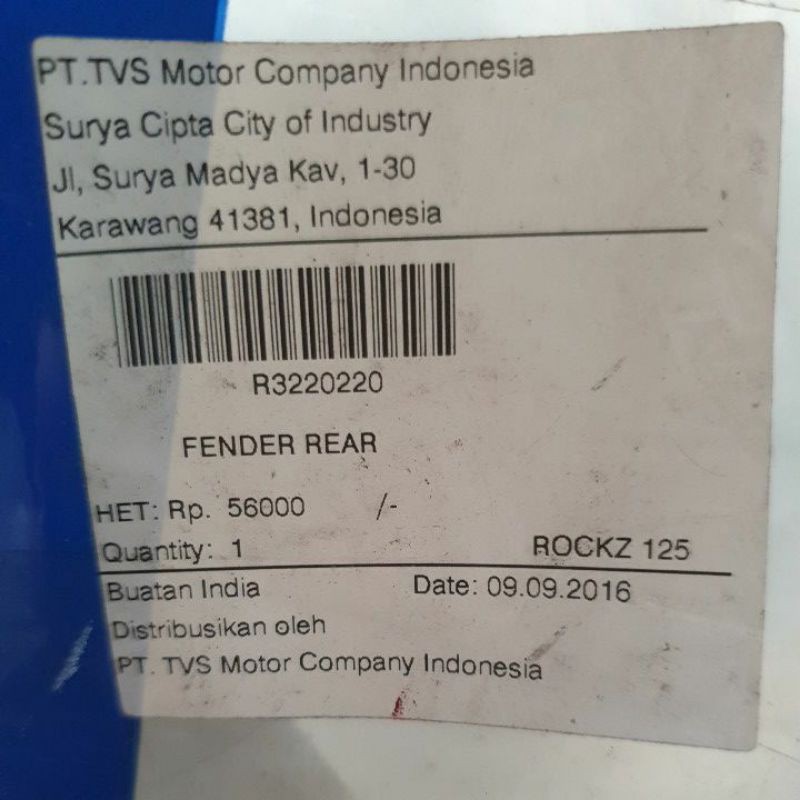 PT.TVS Motor Company Indonesia
Surya Cipta City of Industry
Jl, Surya Madya Kav, 1-30
Karawang 41381, Indonesia
R3220220
FENDER REAR
HET: Rp. 56000 /-
Quantity: 1 ROCKZ 125
Buatan India Date: 09.09.2016
Distribusikan oleh
PT. TVS Motor Company Indonesia